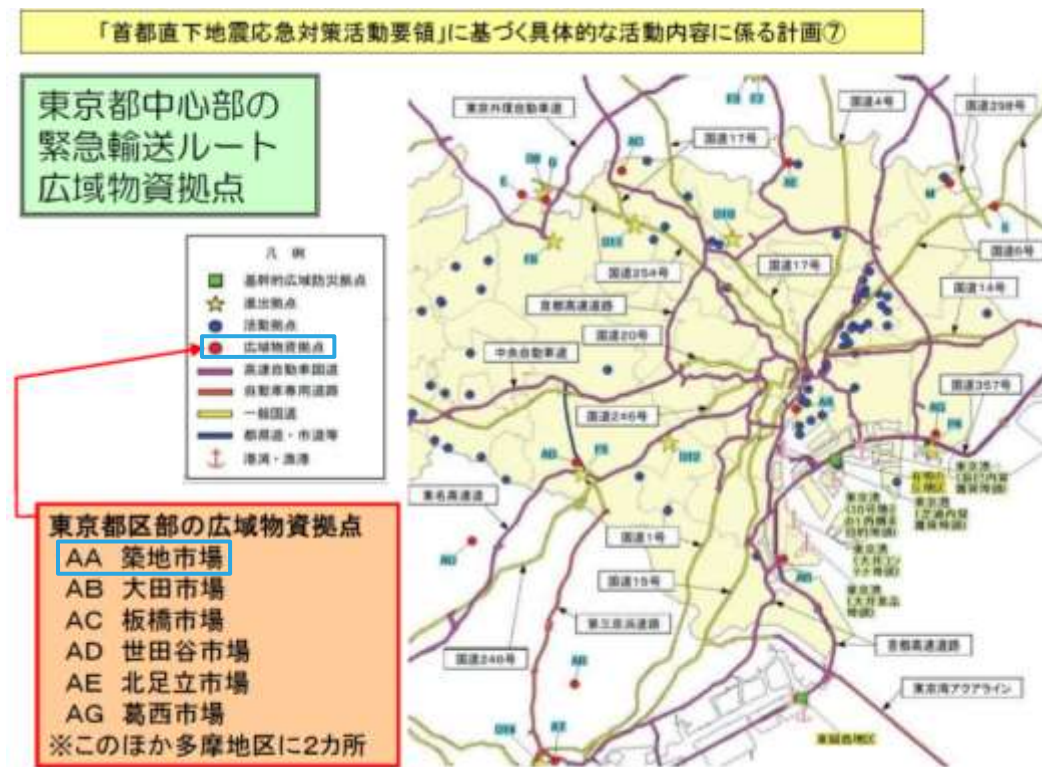 「首都直下地震応急対策活動要領」に基づく具体的な活動内容に係る計画⑦
東京都中心部の
緊急輸送ルート
広域物資拠点
凡例
基幹的広域防災拠点
進出拠点
活動拠点
広域物資拠点
高速自動車国道
自動車専用道路
一般国道
都県道・市道等
港湾・漁港
東京都区部の広域物資拠点
AA 築地市場
AB 大田市場
AC 板橋市場
AD 世田谷市場
AE 北足立市場
AG 葛西市場
※このほか多摩地区に2カ所
東京外環自動車道
国道17号
国道4号
国道298号
国道254号
国道17号
国道6号
首都高速道路
国道14号
国道20号
中央自動車道
国道246号
国道357号
東名高速道
国道1号
国道15号
第三京浜道路
国道246号
首都高速道路
東京湾アクアライン
AC
AE
AA
AG
AD